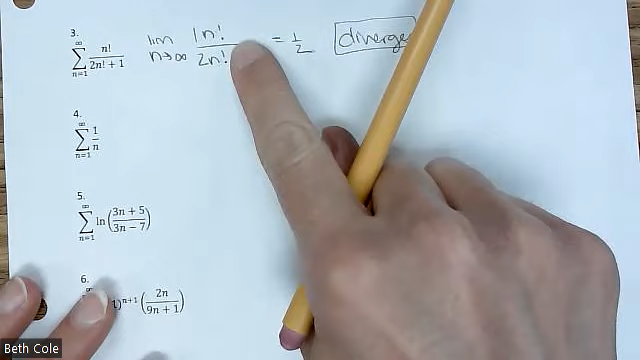 3.
∞ ∑ n=1 n!/2n! + 1 lim n→∞ 1n!/2n! = 1/2 diverge
4.
∞ ∑ n=1 1/n
5.
∞ ∑ n=1 ln(3n + 5/3n − 7)
6.
∞ 1)ⁿ⁺¹ (2n/9n + 1)
Beth Cole